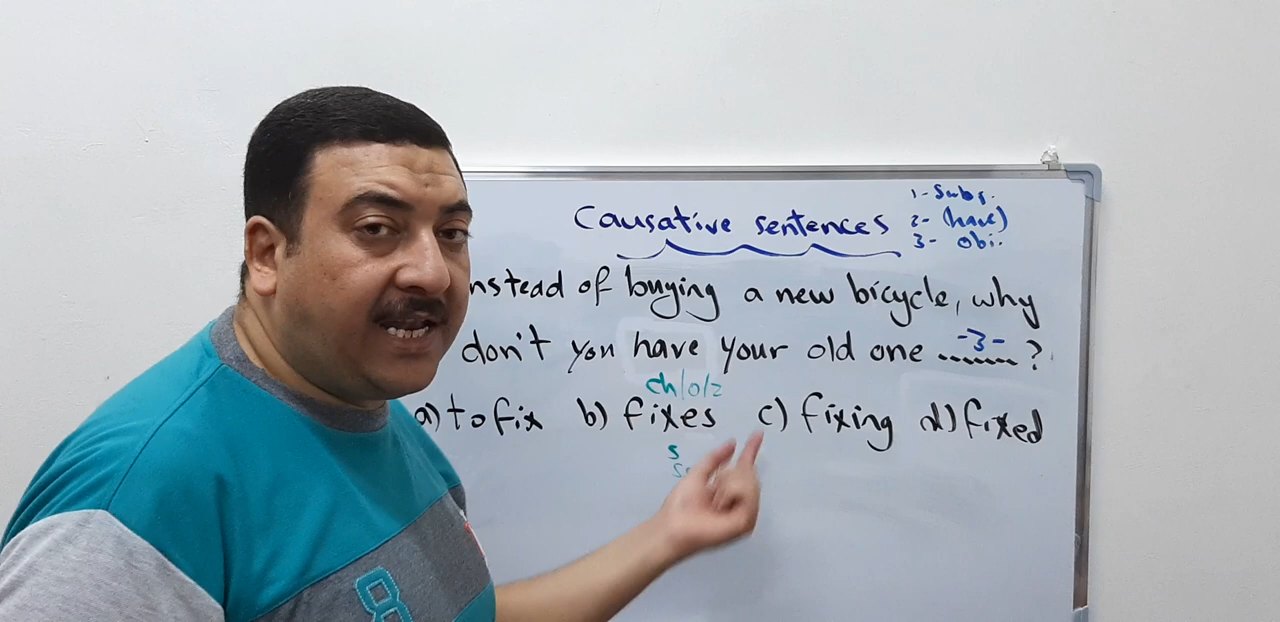 Causative sentences
1- Subj.
2- (have)
3- obj.
nstead of buying a new bicycle, why
don't you have your old one ...-3-... ?
ch/o/z
a) to fix b) fixes c) fixing d) fixed
s
8